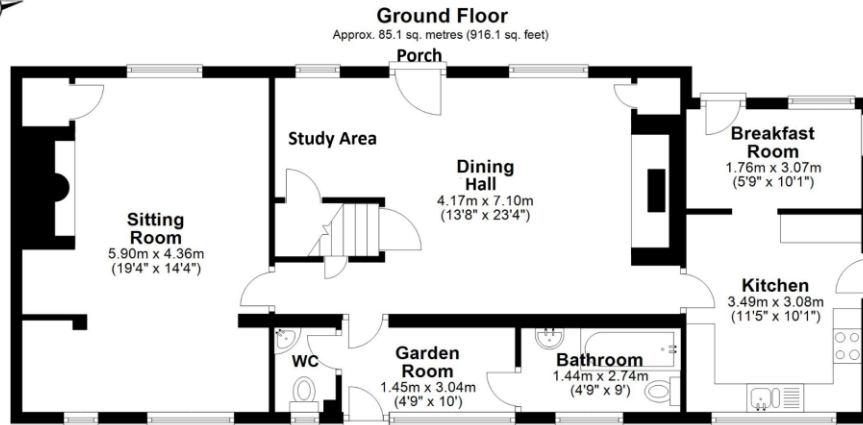 Ground Floor
Approx. 85.1 sq. metres (916.1 sq. feet)
Porch
Study Area
Dining
Hall
4.17m x 7.10m
(13'8" x 23'4")
Breakfast
Room
1.76m x 3.07m
(5'9" x 10'1")
Sitting
Room
5.90m x 4.36m
(19'4" x 14'4")
Kitchen
3.49m x 3.08m
(11'5" x 10'1")
WC
Garden
Room
1.45m x 3.04m
(4'9" x 10')
Bathroom
1.44m x 2.74m
(4'9" x 9')